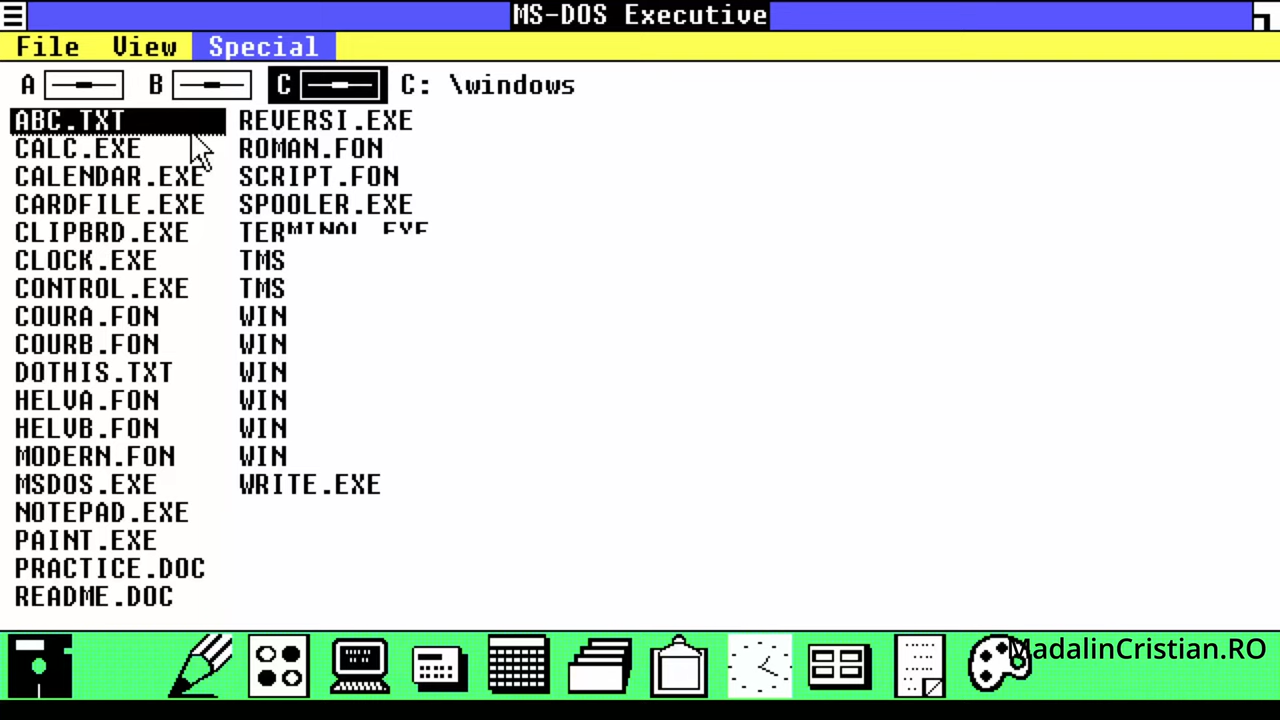 MS-DOS Executive
File View Special
A B C C: \windows
ABC.TXT
CALC.EXE
CALENDAR.EXE
CARDFILE.EXE
CLIPBRD.EXE
CLOCK.EXE
CONTROL.EXE
COURA.FON
COURB.FON
DOTHIS.TXT
HELVA.FON
HELVB.FON
MODERN.FON
MSDOS.EXE
NOTEPAD.EXE
PAINT.EXE
PRACTICE.DOC
README.DOC
REVERSI.EXE
ROMAN.FON
SCRIPT.FON
SPOOLER.EXE
TERMINAL.EXE
TMS
TMS
WIN
WIN
WIN
WIN
WIN
WIN
WRITE.EXE
MadalinCristian.RO